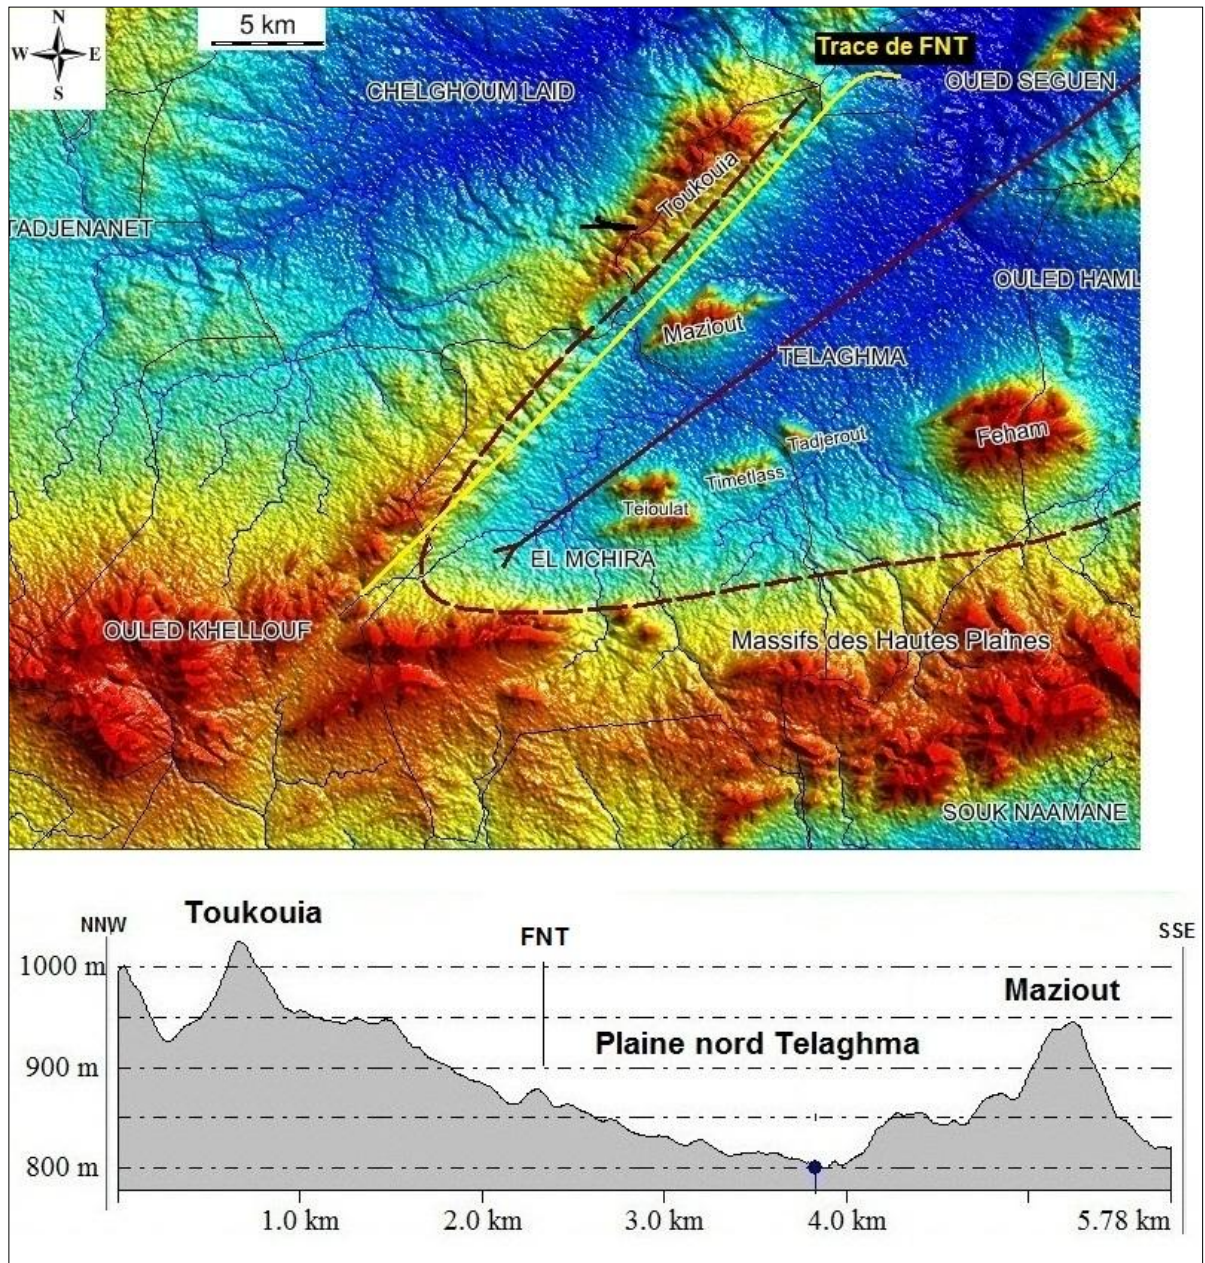 N
W E
S
5 km
Trace de FNT
CHELGHOUM LAID
OUED SEGUEN
Toukouia
TADJENANET
OULED HAML
Maziout
TELAGHMA
Feham
Tadjerout
Timetlass
Teioulat
EL MCHIRA
OULED KHELLOUF
Massifs des Hautes Plaines
SOUK NAAMANE
NNW
Toukouia
FNT
SSE
1000 m
Maziout
Plaine nord Telaghma
900 m
800 m
1.0 km 2.0 km 3.0 km 4.0 km 5.78 km